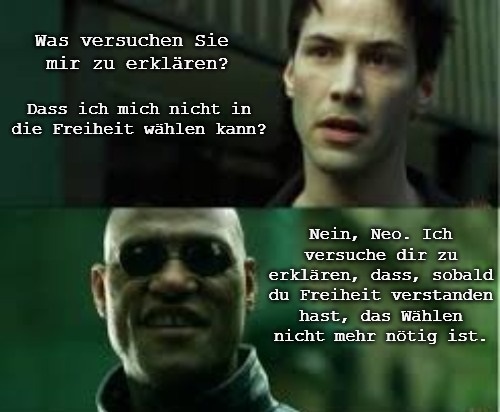 Was versuchen Sie
mir zu erklären?
Dass ich mich nicht in
die Freiheit wählen kann?
Nein, Neo. Ich
versuche dir zu
erklären, dass, sobald
du Freiheit verstanden
hast, das Wählen
nicht mehr nötig ist.